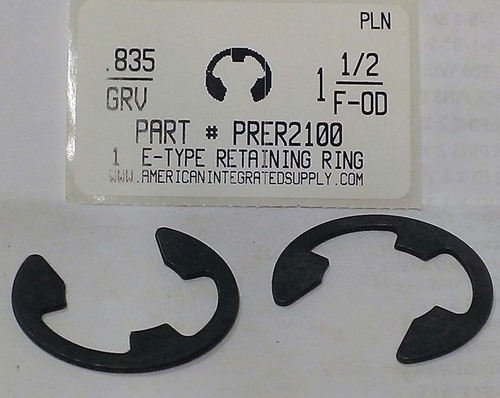 PLN
.835
GRV
1 1/2
F-OD
PART # PRER2100
1 E-TYPE RETAINING RING
WWW.AMERICANINTEGRATEDSUPPLY.COM